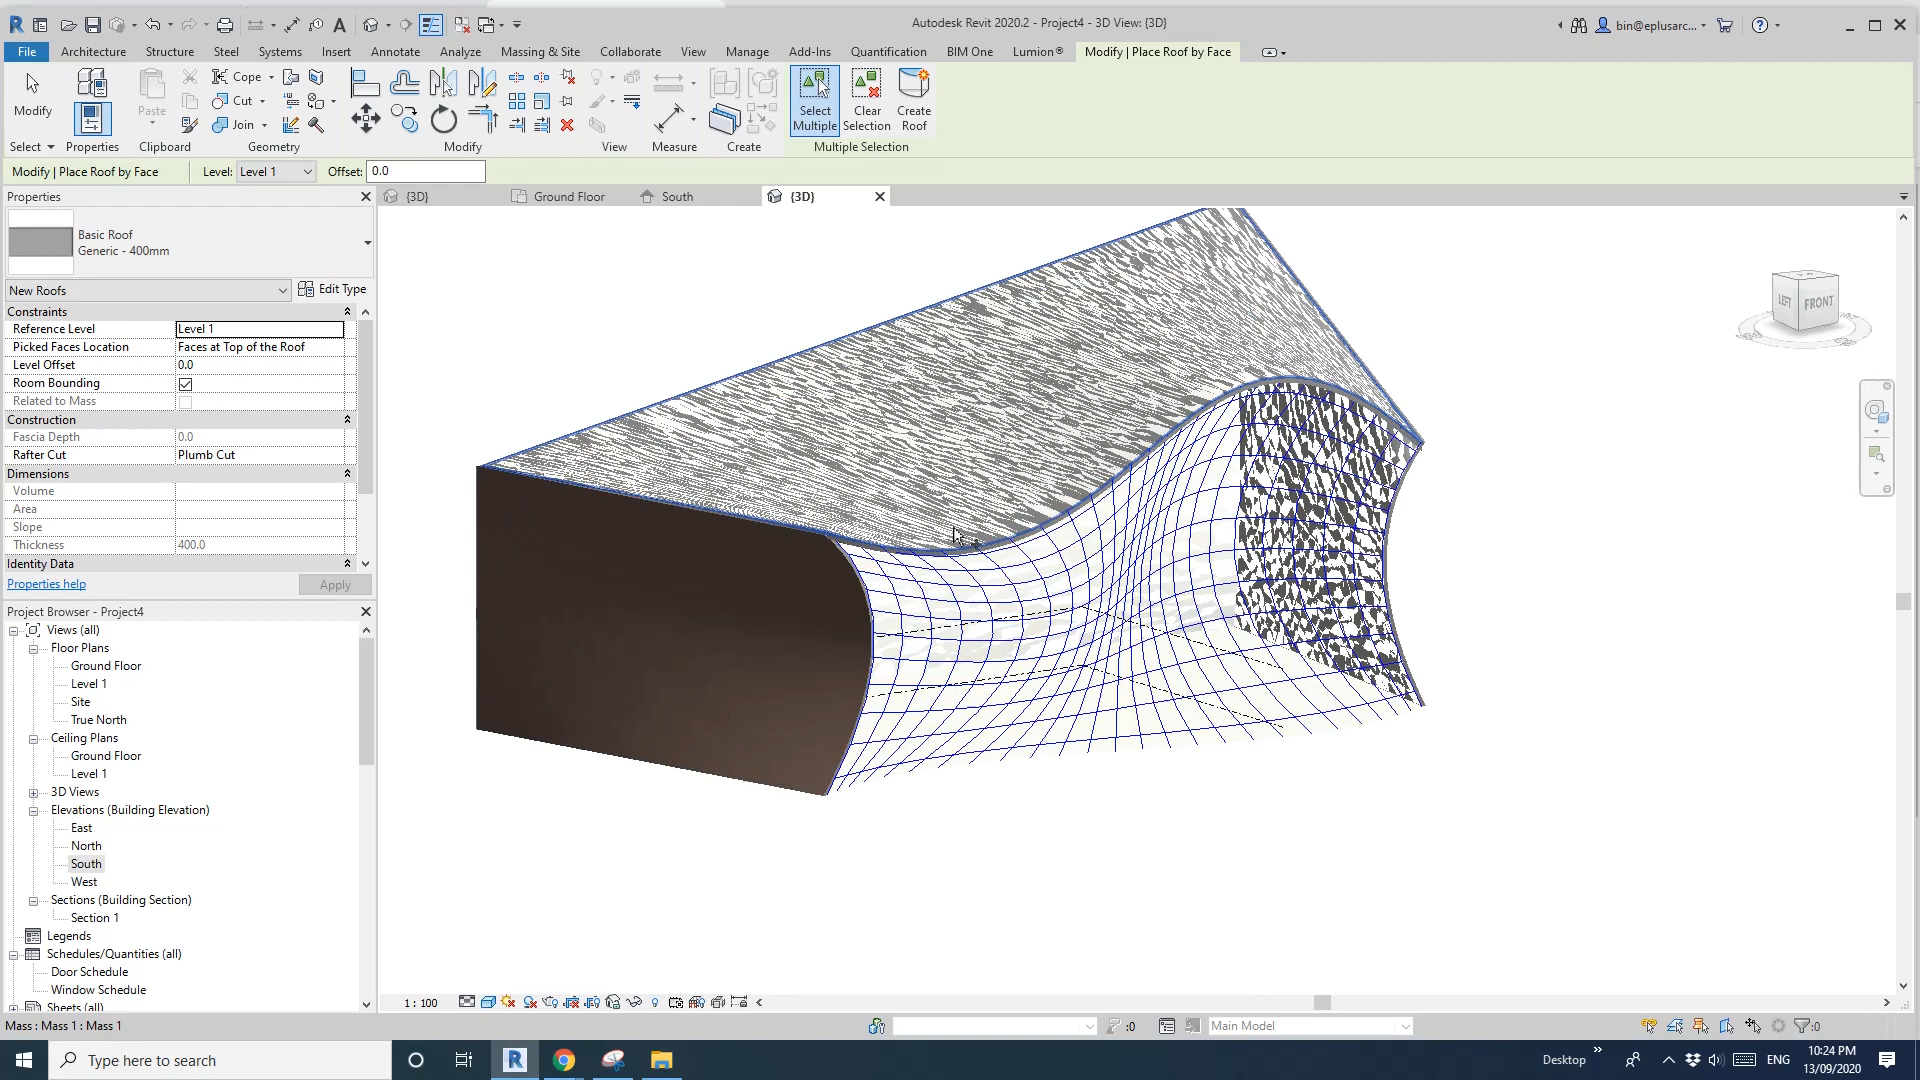 Autodesk Revit 2020.2 - Project4 - 3D View: {3D}
bin@eplusarc...
File Architecture Structure Steel Systems Insert Annotate Analyze Massing & Site Collaborate View Manage Add-Ins Quantification BIM One Lumion® Modify | Place Roof by Face
Modify
Paste
Cope
Cut
Join
Select Multiple
Clear Selection
Create Roof
Select Properties Clipboard Geometry Modify View Measure Create Multiple Selection
Modify | Place Roof by Face Level: Level 1 Offset: 0.0
Properties
{3D} Ground Floor South {3D}
Basic Roof
Generic - 400mm
New Roofs Edit Type
Constraints
Reference Level Level 1
Picked Faces Location Faces at Top of the Roof
Level Offset 0.0
Room Bounding
Related to Mass
Construction
Fascia Depth 0.0
Rafter Cut Plumb Cut
Dimensions
Volume
Area
Slope
Thickness 400.0
Identity Data
Properties help Apply
Project Browser - Project4
Views (all)
Floor Plans
Ground Floor
Level 1
Site
True North
Ceiling Plans
Ground Floor
Level 1
3D Views
Elevations (Building Elevation)
East
North
South
West
Sections (Building Section)
Section 1
Legends
Schedules/Quantities (all)
Door Schedule
Window Schedule
Sheets (all)
LEFT FRONT
1 : 100
Mass : Mass 1 : Mass 1
:0
Main Model
:0
Type here to search
Desktop
ENG
10:24 PM
13/09/2020